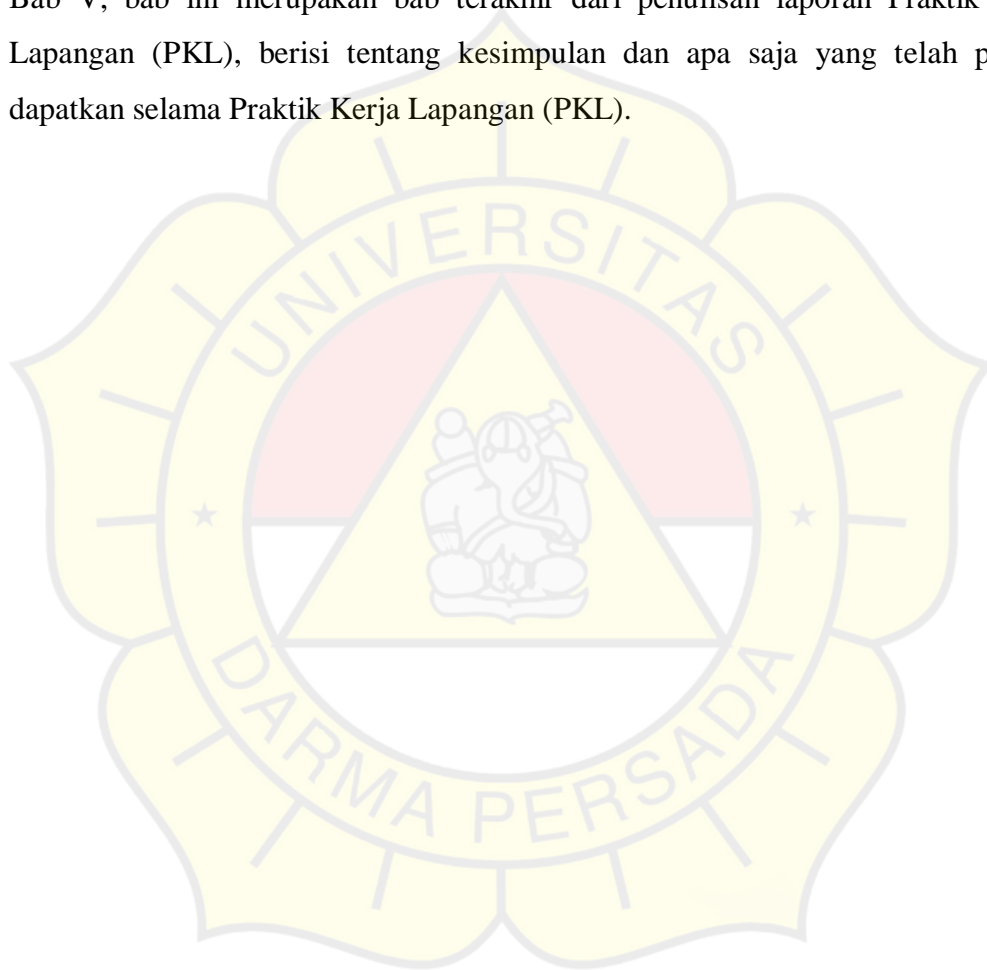 Bab V, bab ini merupakan bab terakhir dari penulisan laporan Praktik
Lapangan (PKL), berisi tentang kesimpulan dan apa saja yang telah p
dapatkan selama Praktik Kerja Lapangan (PKL).
UNIVERSITAS
DARMA PERSADA